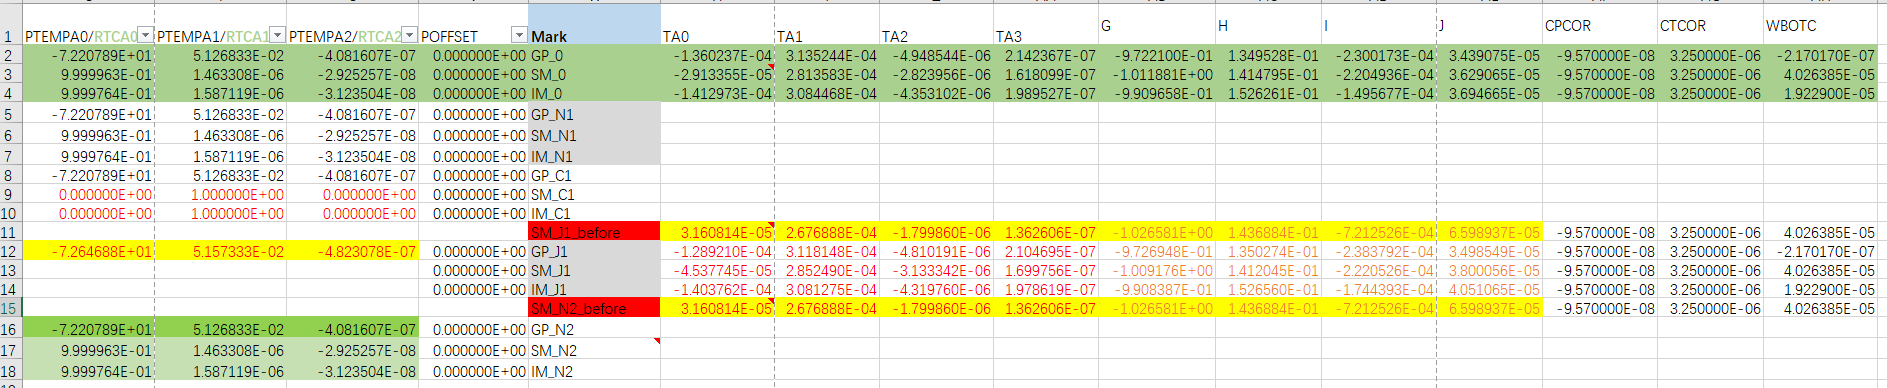 1 PTEMPA0/RTCA0 PTEMPA1/RTCA1 PTEMPA2/RTCA2 POFFSET Mark TA0 TA1 TA2 TA3 G H I J CPCOR CTCOR WBOTC
2 -7.220789E+01 5.126833E-02 -4.081607E-07 0.000000E+00 GP_0 -1.360237E-04 3.135244E-04 -4.948544E-06 2.142367E-07 -9.722100E-01 1.349528E-01 -2.300173E-04 3.439075E-05 -9.570000E-08 3.250000E-06 -2.170170E-07
3 9.999963E-01 1.463308E-06 -2.925257E-08 0.000000E+00 SM_0 -2.913355E-05 2.813583E-04 -2.823956E-06 1.618099E-07 -1.011881E+00 1.414795E-01 -2.204936E-04 3.629065E-05 -9.570000E-08 3.250000E-06 4.026385E-05
4 9.999764E-01 1.587119E-06 -3.123504E-08 0.000000E+00 IM_0 -1.412973E-04 3.084468E-04 -4.353102E-06 1.989527E-07 -9.909658E-01 1.526261E-01 -1.495677E-04 3.694665E-05 -9.570000E-08 3.250000E-06 1.922900E-05
5 -7.220789E+01 5.126833E-02 -4.081607E-07 0.000000E+00 GP_N1
6 9.999963E-01 1.463308E-06 -2.925257E-08 0.000000E+00 SM_N1
7 9.999764E-01 1.587119E-06 -3.123504E-08 0.000000E+00 IM_N1
8 -7.220789E+01 5.126833E-02 -4.081607E-07 0.000000E+00 GP_C1
9 0.000000E+00 1.000000E+00 0.000000E+00 0.000000E+00 SM_C1
10 0.000000E+00 1.000000E+00 0.000000E+00 0.000000E+00 IM_C1
11 SM_J1_before 3.160814E-05 2.676888E-04 -1.799860E-06 1.362606E-07 -1.026581E+00 1.436884E-01 -7.212526E-04 6.598937E-05 -9.570000E-08 3.250000E-06 4.026385E-05
12 -7.264688E+01 5.157333E-02 -4.823078E-07 0.000000E+00 GP_J1 -1.289210E-04 3.118148E-04 -4.810191E-06 2.104695E-07 -9.726948E-01 1.350274E-01 -2.383792E-04 3.498549E-05 -9.570000E-08 3.250000E-06 -2.170170E-07
13 0.000000E+00 SM_J1 -4.537745E-05 2.852490E-04 -3.133342E-06 1.699756E-07 -1.009176E+00 1.412045E-01 -2.220526E-04 3.800056E-05 -9.570000E-08 3.250000E-06 4.026385E-05
14 0.000000E+00 IM_J1 -1.403762E-04 3.081275E-04 -4.319760E-06 1.978619E-07 -9.908387E-01 1.526560E-01 -1.744393E-04 4.051065E-05 -9.570000E-08 3.250000E-06 1.922900E-05
15 SM_N2_before 3.160814E-05 2.676888E-04 -1.799860E-06 1.362606E-07 -1.026581E+00 1.436884E-01 -7.212526E-04 6.598937E-05 -9.570000E-08 3.250000E-06 4.026385E-05
16 -7.220789E+01 5.126833E-02 -4.081607E-07 0.000000E+00 GP_N2
17 9.999963E-01 1.463308E-06 -2.925257E-08 0.000000E+00 SM_N2
18 9.999764E-01 1.587119E-06 -3.123504E-08 0.000000E+00 IM_N2